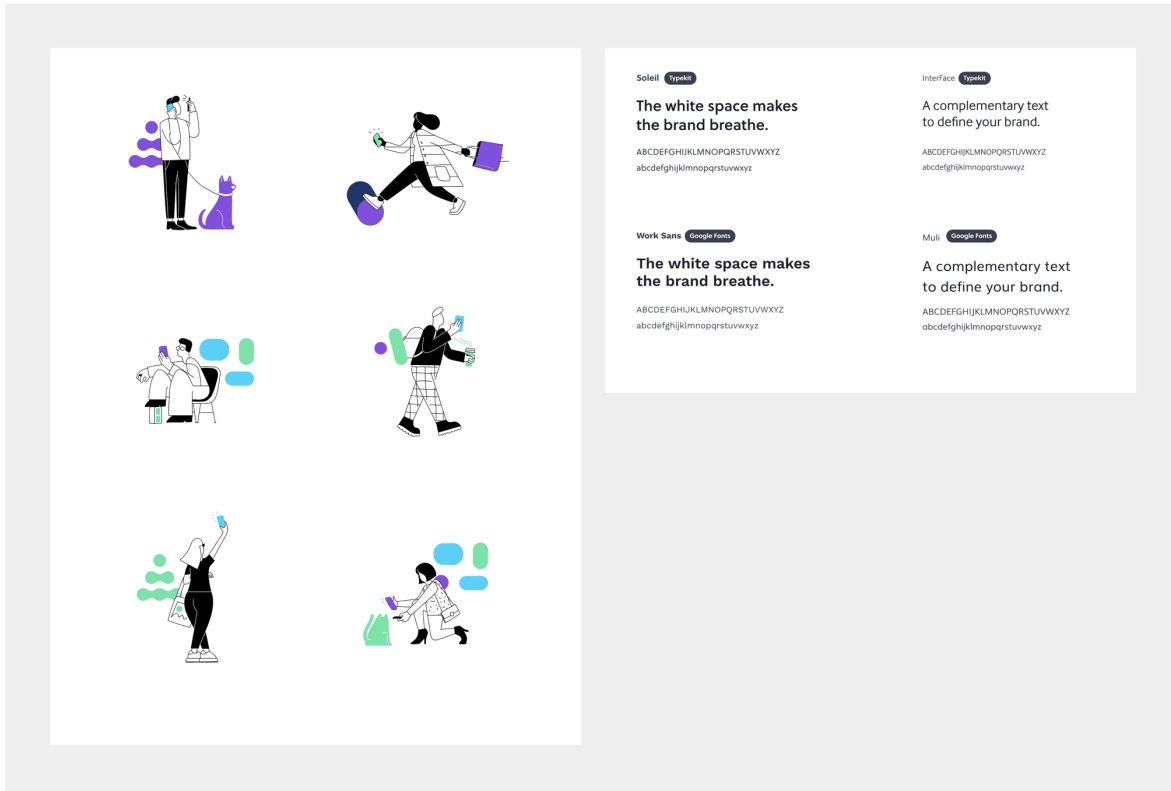 Soleil Typekit
The white space makes
the brand breathe.
ABCDEFGHIJKLMNOPQRSTUVWXYZ
abcdefghijklmnopqrstuvwxyz
InterFace Typekit
A complementary text
to define your brand.
ABCDEFGHIJKLMNOPQRSTUVWXYZ
abcdefghijklmnopqrstuvwxyz
Work Sans Google Fonts
The white space makes
the brand breathe.
ABCDEFGHIJKLMNOPQRSTUVWXYZ
abcdefghijklmnopqrstuvwxyz
Muli Google Fonts
A complementary text
to define your brand.
ABCDEFGHIJKLMNOPQRSTUVWXYZ
abcdefghijklmnopqrstuvwxyz